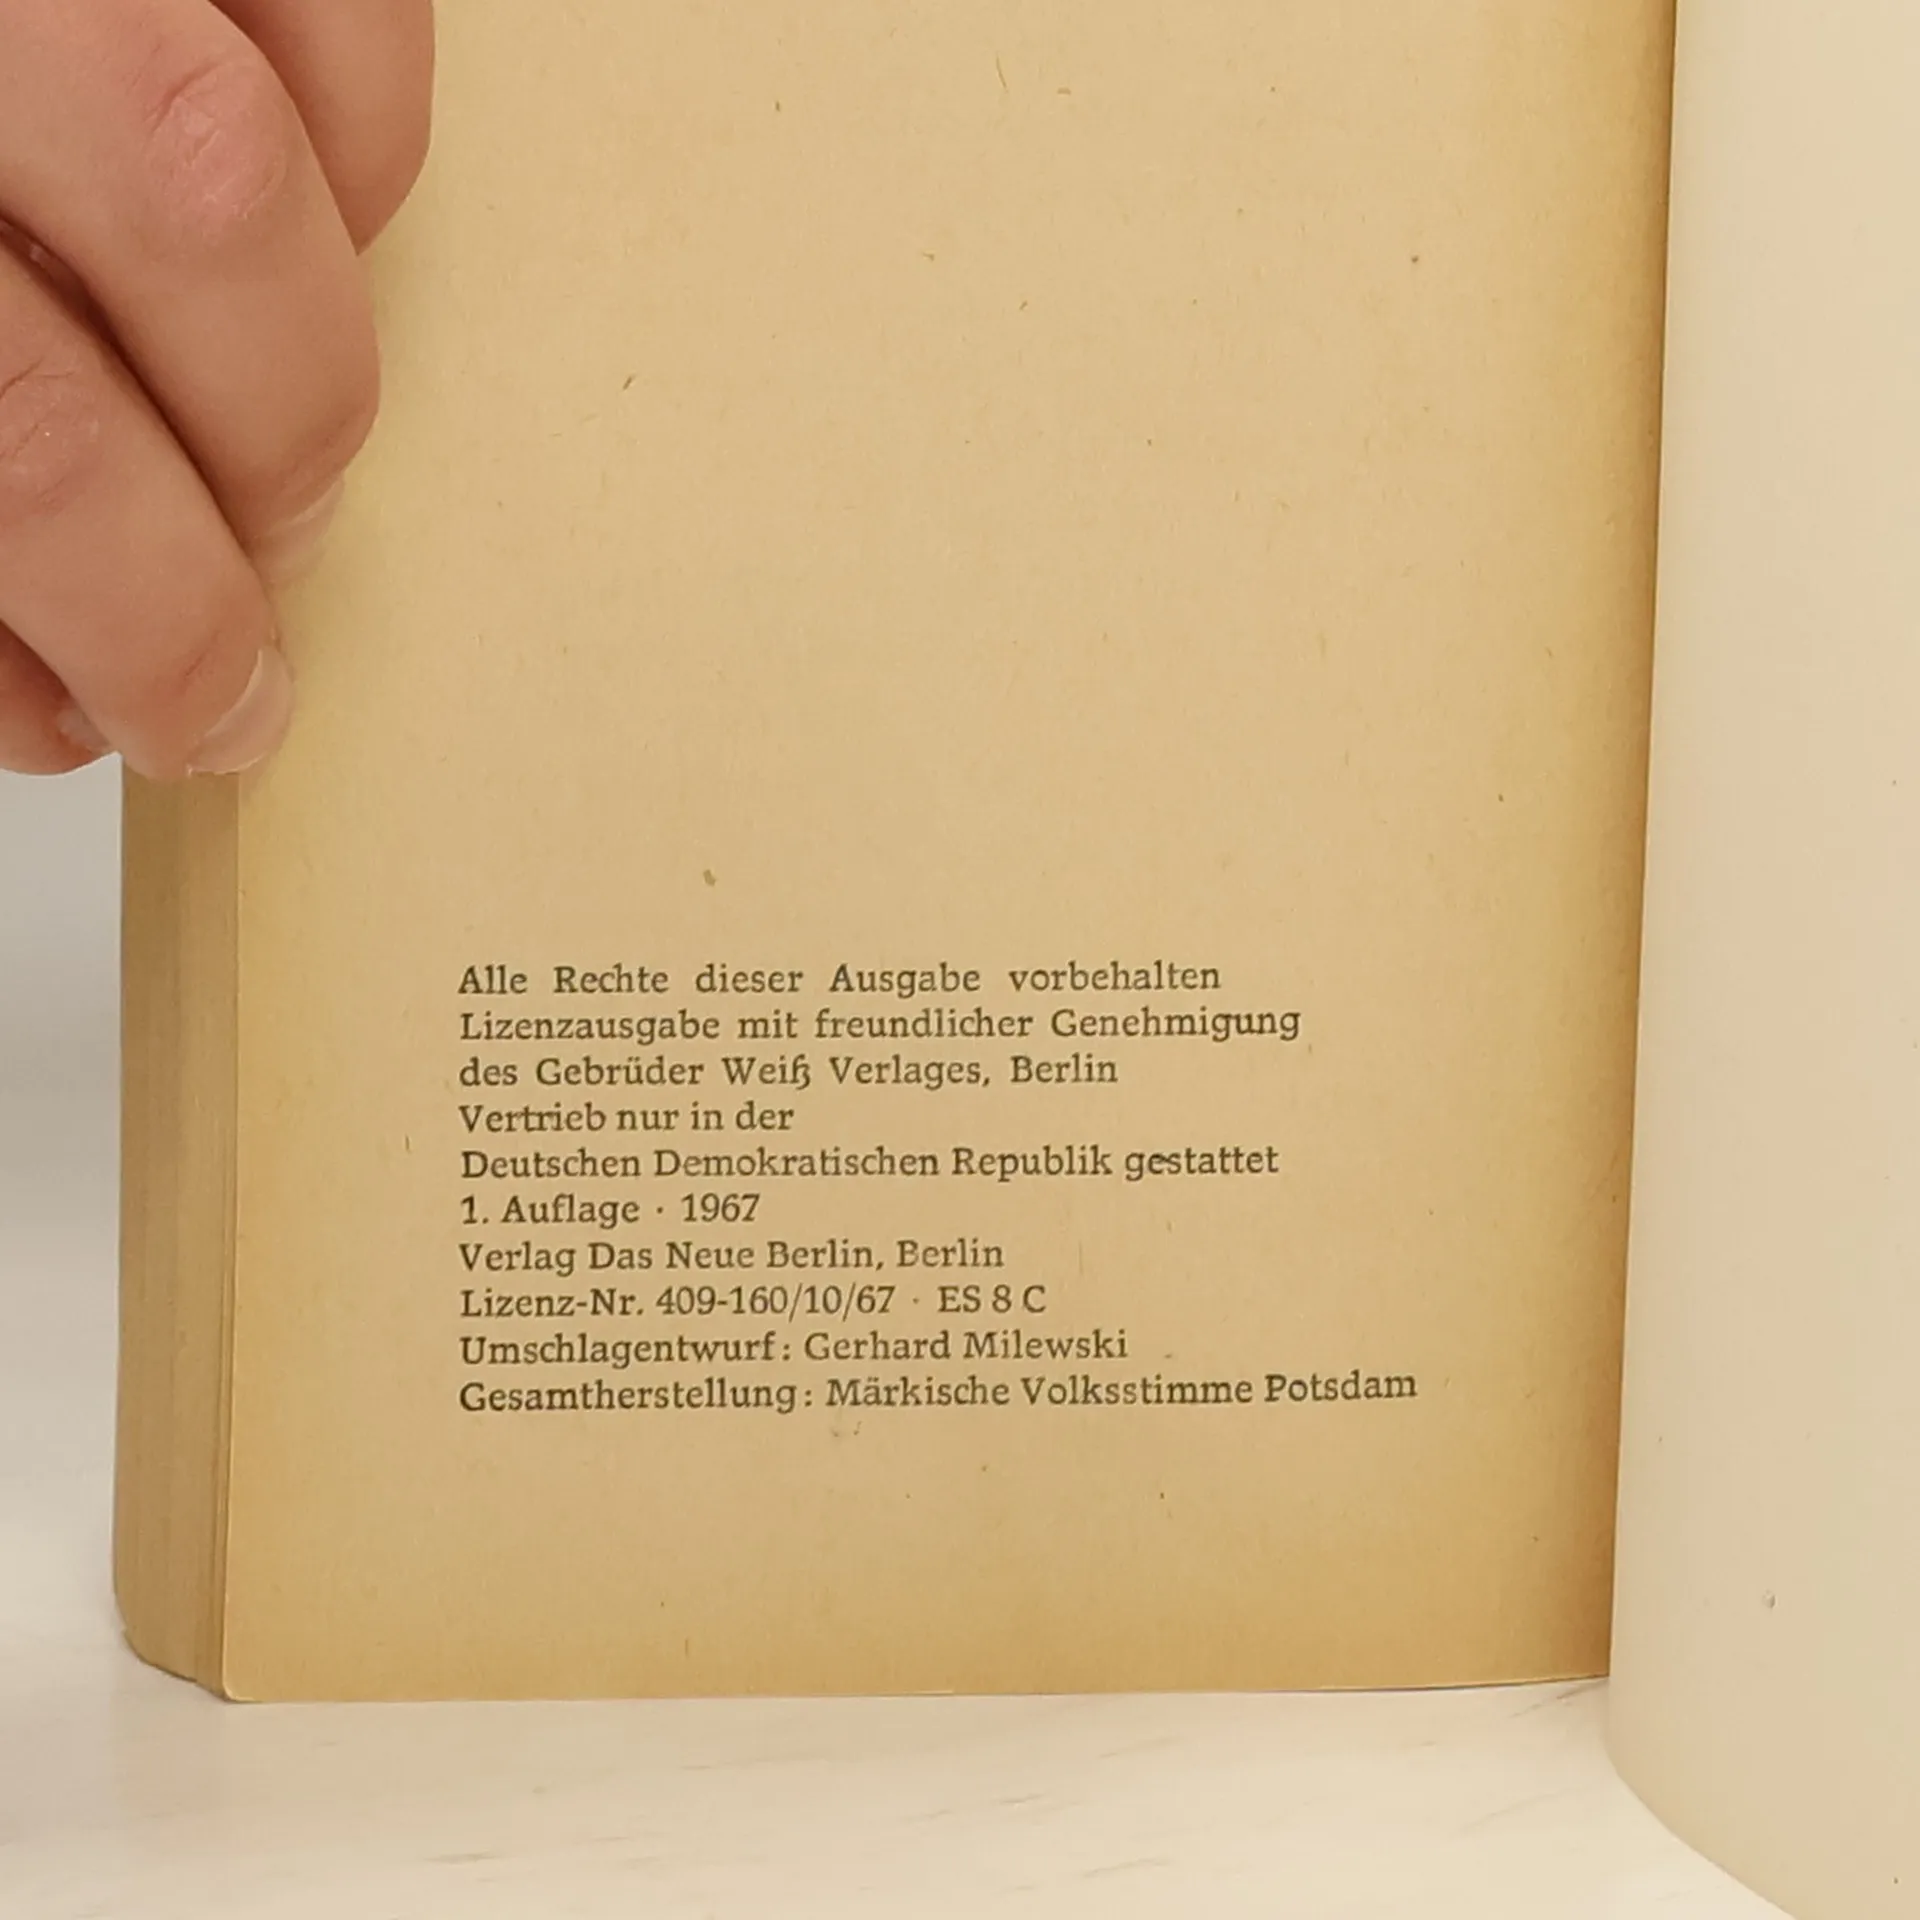 Alle Rechte dieser Ausgabe vorbehalten
Lizenzausgabe mit freundlicher Genehmigung
des Gebrüder Weiß Verlages, Berlin
Vertrieb nur in der
Deutschen Demokratischen Republik gestattet
1. Auflage · 1967
Verlag Das Neue Berlin, Berlin
Lizenz-Nr. 409-160/10/67 · ES 8 C
Umschlagentwurf: Gerhard Milewski
Gesamtherstellung: Märkische Volksstimme Potsdam